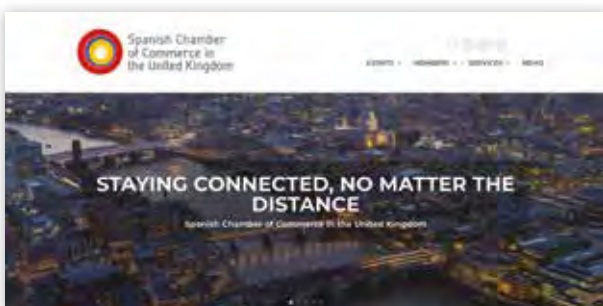 Spanish Chamber
of Commerce in
the United Kingdom
EVENTS MEMBERS SERVICES NEWS
STAYING CONNECTED, NO MATTER THE
DISTANCE
Spanish Chamber of Commerce in the United Kingdom